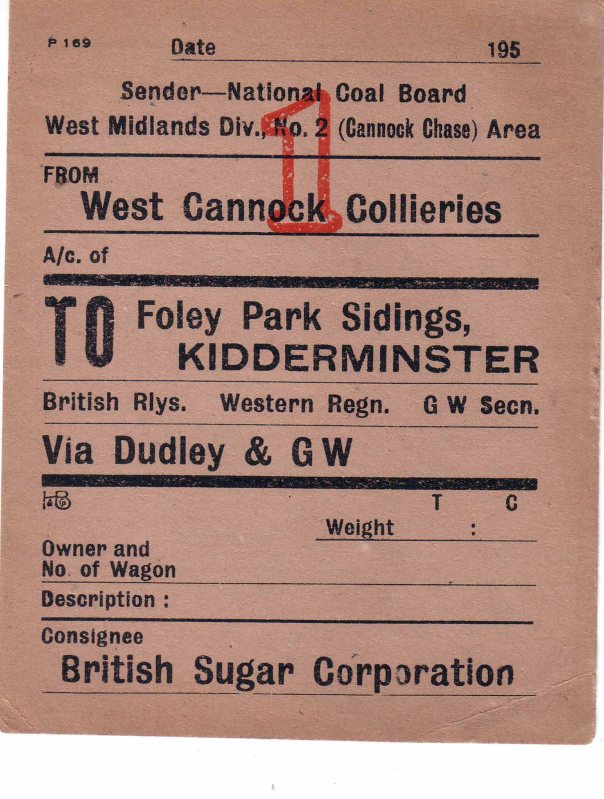 P 169 Date 195
Sender—National Coal Board
West Midlands Div., No. 2 (Cannock Chase) Area
1
FROM
West Cannock Collieries
A/c. of
TO Foley Park Sidings,
KIDDERMINSTER
British Rlys. Western Regn. G W Secn.
Via Dudley & G W
T C
Weight :
Owner and
No. of Wagon
Description :
Consignee
British Sugar Corporation